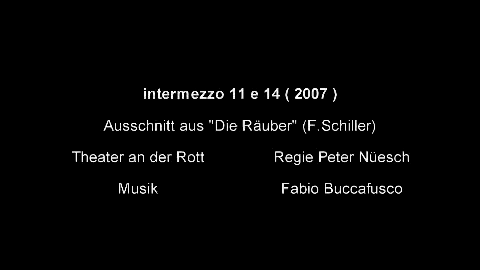 intermezzo 11 e 14 ( 2007 )
Ausschnitt aus "Die Räuber" (F.Schiller)
Theater an der Rott Regie Peter Nüesch
Musik Fabio Buccafusco